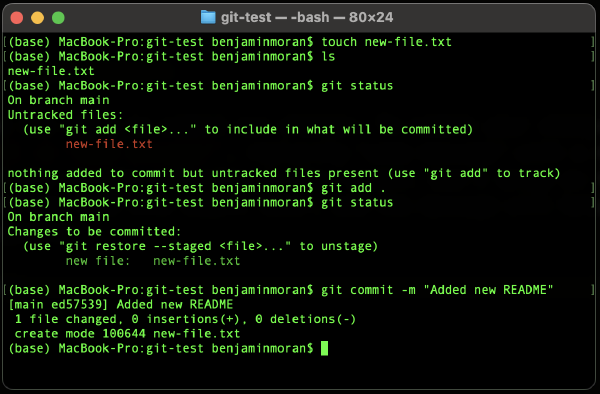 git-test — -bash — 80×24
[(base) MacBook-Pro:git-test benjaminmoran$ touch new-file.txt ]
[(base) MacBook-Pro:git-test benjaminmoran$ ls ]
new-file.txt
[(base) MacBook-Pro:git-test benjaminmoran$ git status ]
On branch main
Untracked files:
  (use "git add <file>..." to include in what will be committed)
        new-file.txt

nothing added to commit but untracked files present (use "git add" to track)
[(base) MacBook-Pro:git-test benjaminmoran$ git add . ]
[(base) MacBook-Pro:git-test benjaminmoran$ git status ]
On branch main
Changes to be committed:
  (use "git restore --staged <file>..." to unstage)
        new file:   new-file.txt

[(base) MacBook-Pro:git-test benjaminmoran$ git commit -m "Added new README" ]
[main ed57539] Added new README
 1 file changed, 0 insertions(+), 0 deletions(-)
 create mode 100644 new-file.txt
(base) MacBook-Pro:git-test benjaminmoran$